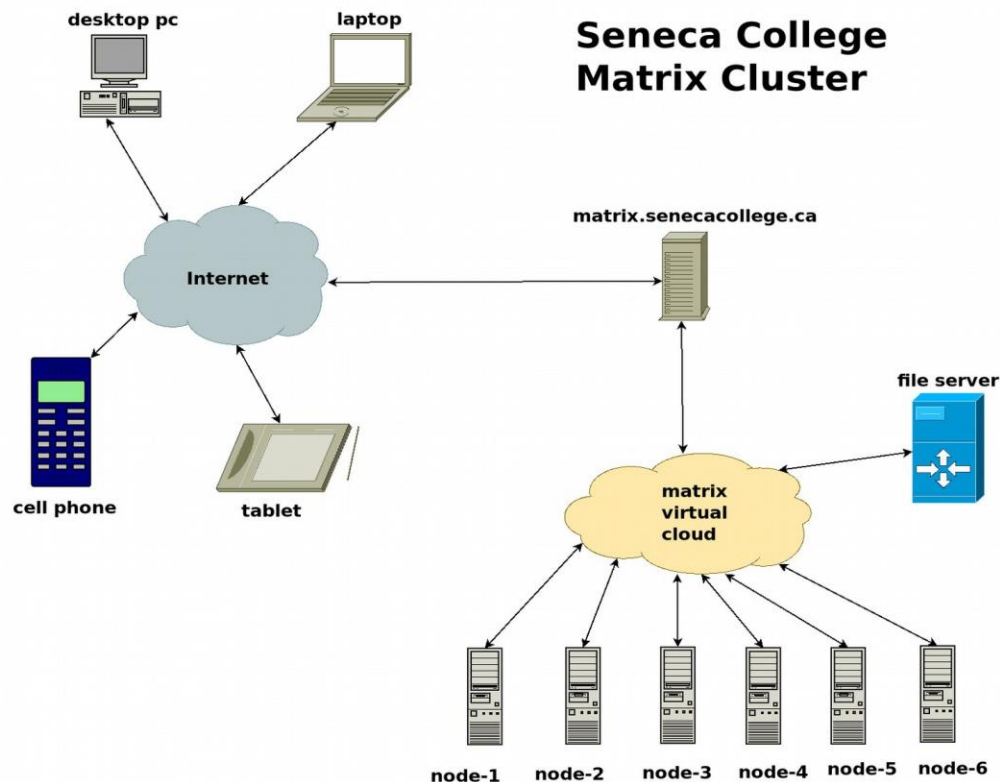 desktop pc
laptop
Seneca College
Matrix Cluster
matrix.senecacollege.ca
Internet
file server
cell phone
tablet
matrix
virtual
cloud
node-1
node-2
node-3
node-4
node-5
node-6